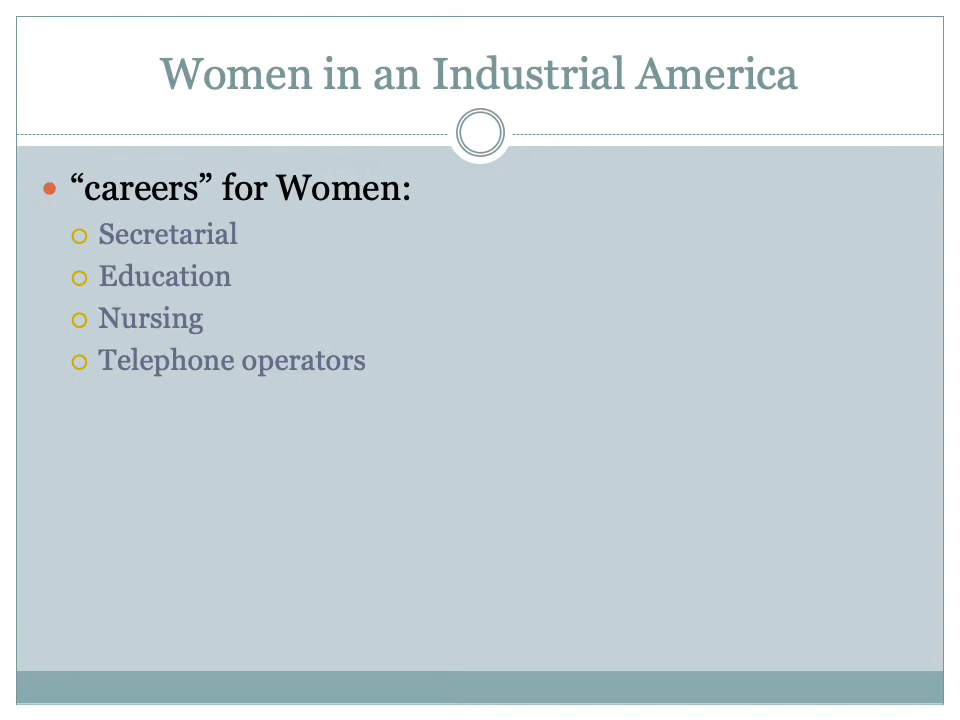 Women in an Industrial America
“careers” for Women:
Secretarial
Education
Nursing
Telephone operators